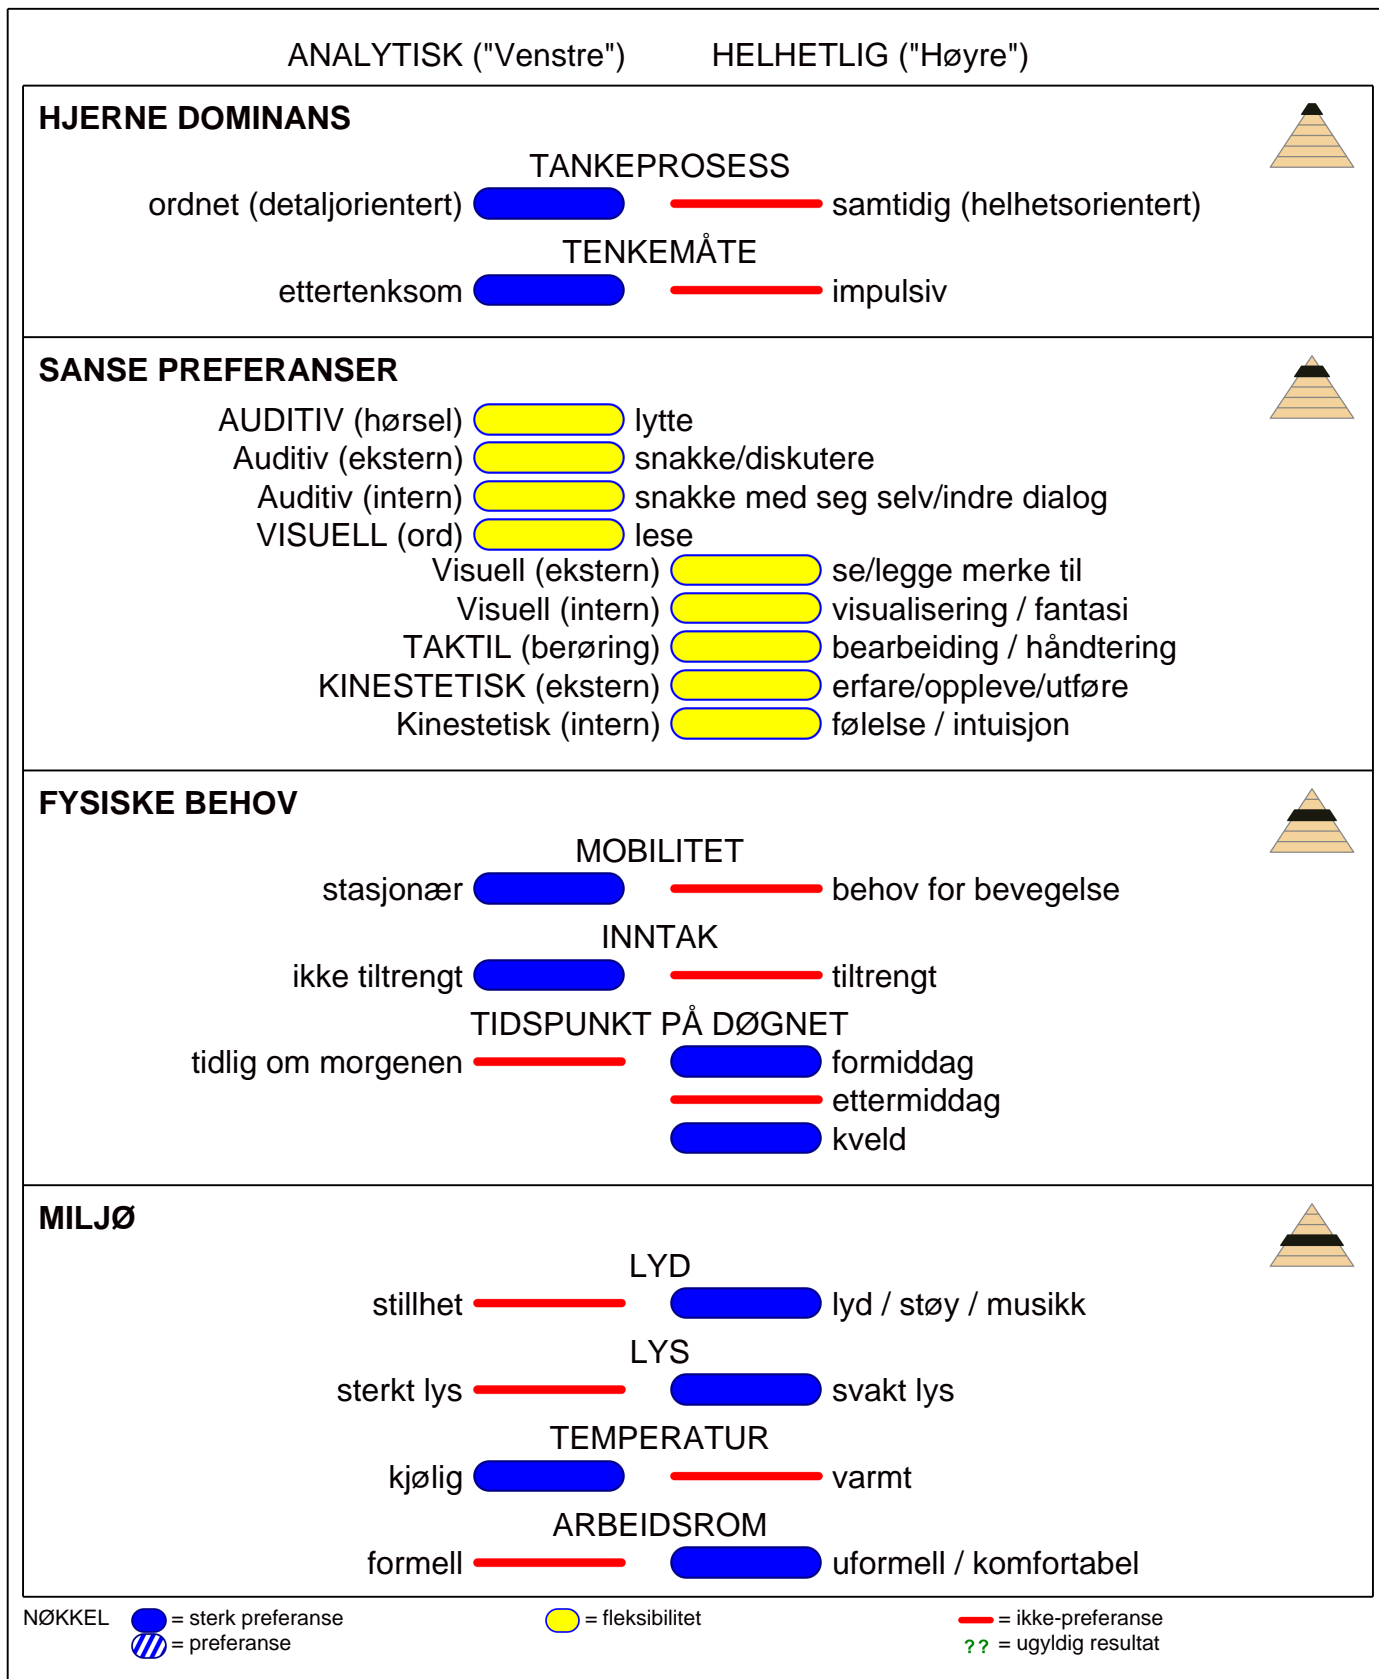 ANALYTISK ("Venstre") HELHETLIG ("Høyre")
HJERNE DOMINANS
TANKEPROSESS
ordnet (detaljorientert) samtidig (helhetsorientert)
TENKEMÅTE
ettertenksom impulsiv
SANSE PREFERANSER
AUDITIV (hørsel) lytte
Auditiv (ekstern) snakke/diskutere
Auditiv (intern) snakke med seg selv/indre dialog
VISUELL (ord) lese
Visuell (ekstern) se/legge merke til
Visuell (intern) visualisering / fantasi
TAKTIL (berøring) bearbeiding / håndtering
KINESTETISK (ekstern) erfare/oppleve/utføre
Kinestetisk (intern) følelse / intuisjon
FYSISKE BEHOV
MOBILITET
stasjonær behov for bevegelse
INNTAK
ikke tiltrengt tiltrengt
TIDSPUNKT PÅ DØGNET
tidlig om morgenen formiddag
ettermiddag
kveld
MILJØ
LYD
stillhet lyd / støy / musikk
LYS
sterkt lys svakt lys
TEMPERATUR
kjølig varmt
ARBEIDSROM
formell uformell / komfortabel
NØKKEL = sterk preferanse = fleksibilitet = ikke-preferanse
= preferanse ?? = ugyldig resultat